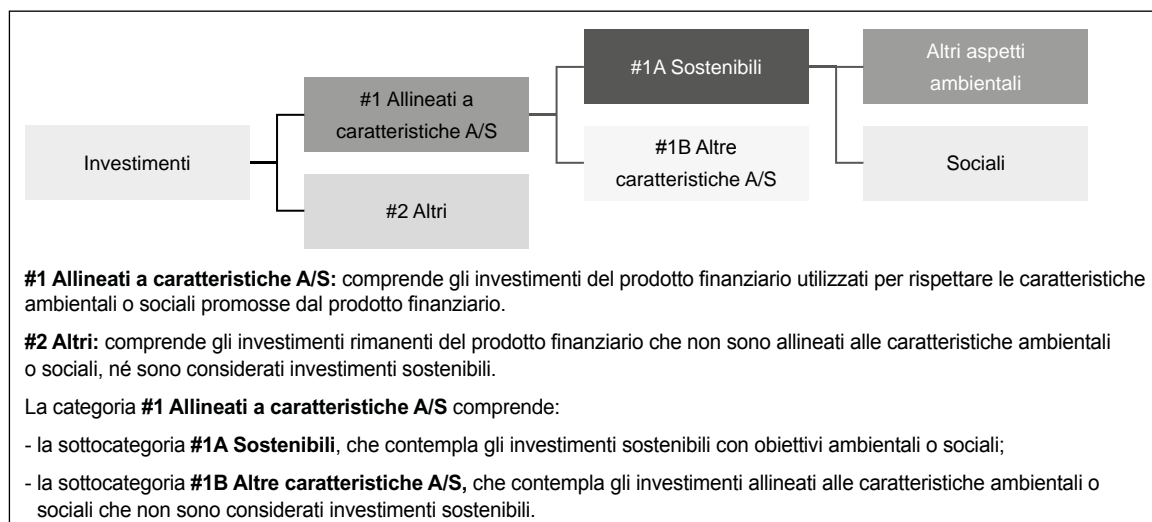 #1A Sostenibili
Altri aspetti
ambientali
#1 Allineati a
caratteristiche A/S
Investimenti
#1B Altre
caratteristiche A/S
Sociali
#2 Altri
#1 Allineati a caratteristiche A/S: comprende gli investimenti del prodotto finanziario utilizzati per rispettare le caratteristiche
ambientali o sociali promosse dal prodotto finanziario.
#2 Altri: comprende gli investimenti rimanenti del prodotto finanziario che non sono allineati alle caratteristiche ambientali
o sociali, né sono considerati investimenti sostenibili.
La categoria #1 Allineati a caratteristiche A/S comprende:
- la sottocategoria #1A Sostenibili, che contempla gli investimenti sostenibili con obiettivi ambientali o sociali;
- la sottocategoria #1B Altre caratteristiche A/S, che contempla gli investimenti allineati alle caratteristiche ambientali o
sociali che non sono considerati investimenti sostenibili.